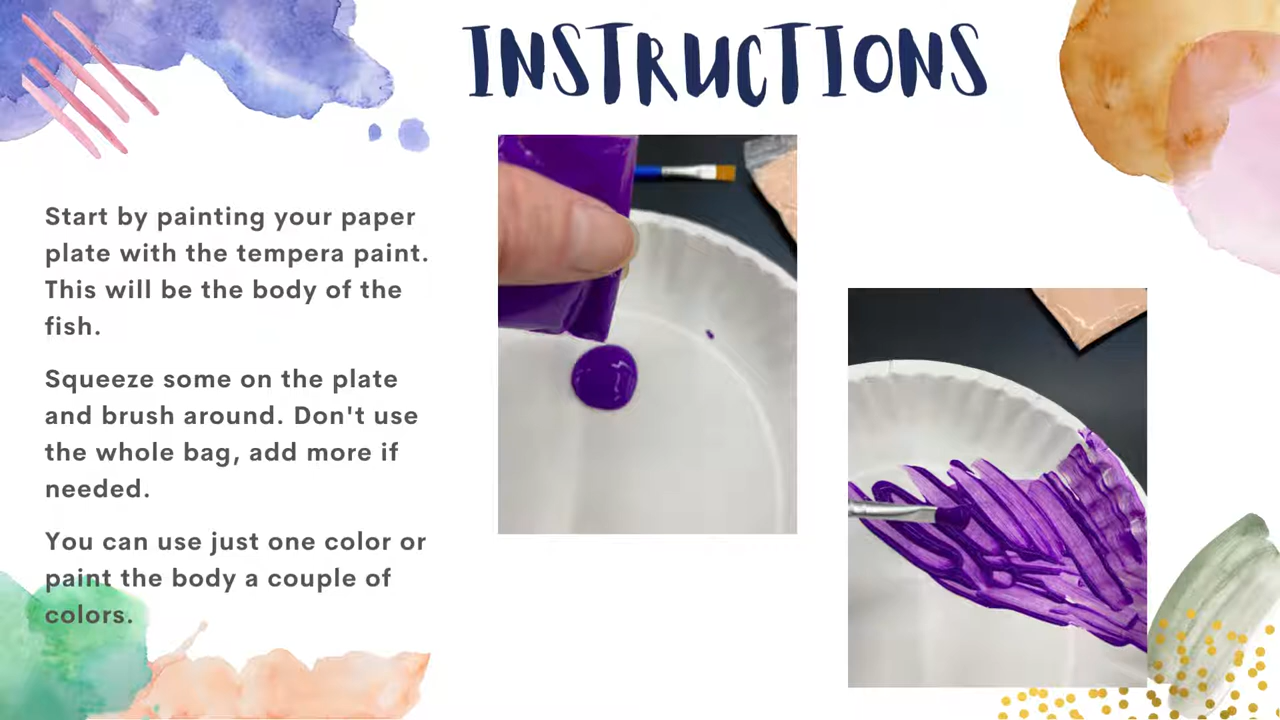 INSTRUCTIONS
Start by painting your paper
plate with the tempera paint.
This will be the body of the
fish.
Squeeze some on the plate
and brush around. Don't use
the whole bag, add more if
needed.
You can use just one color or
paint the body a couple of
colors.